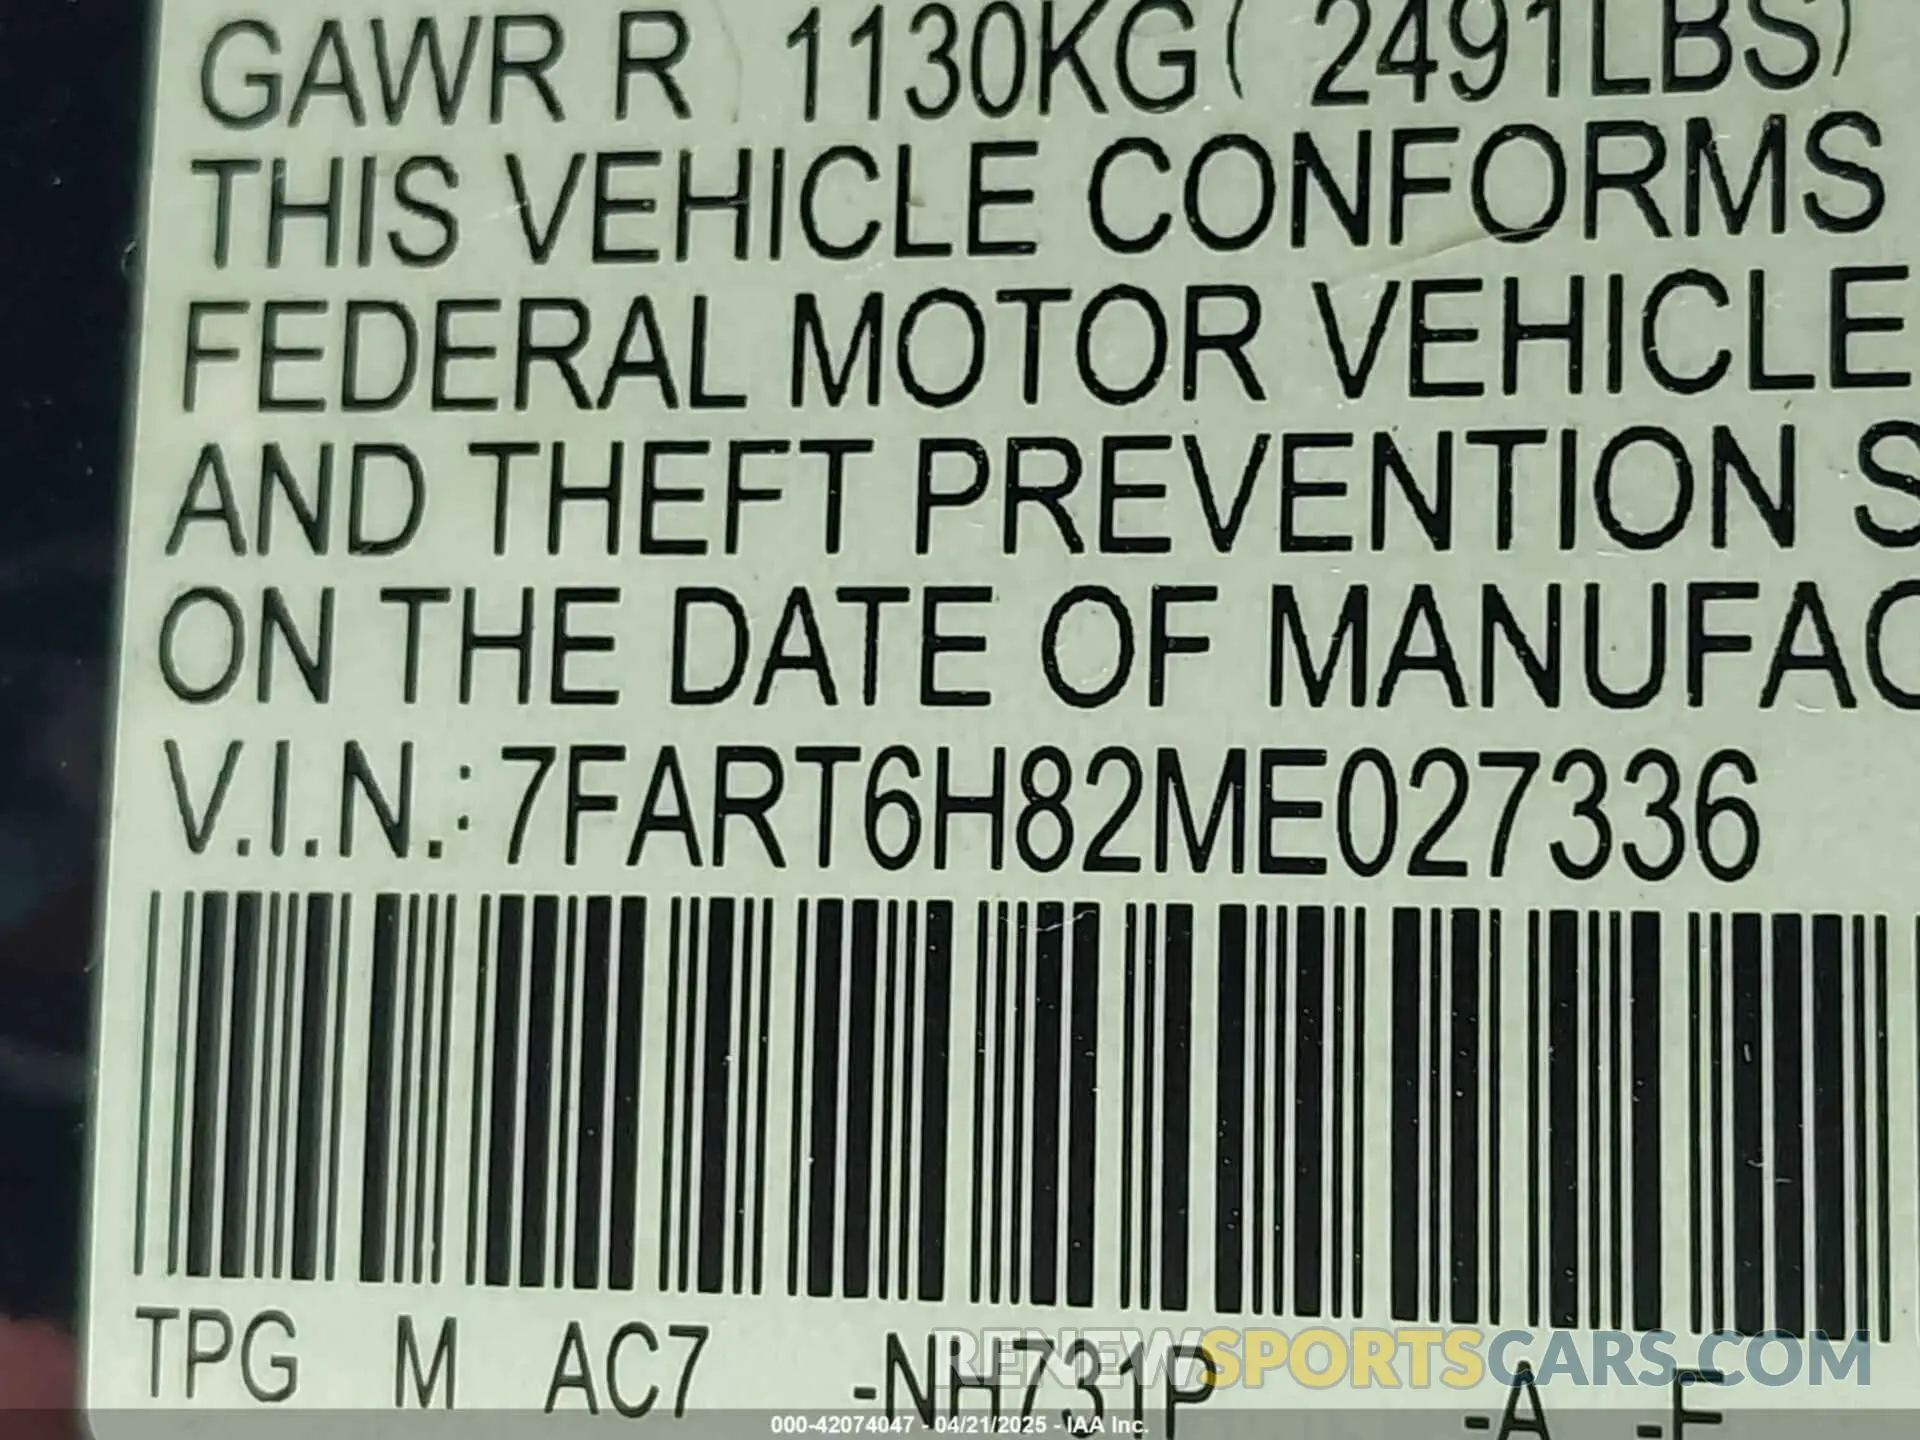 GAWR R 1130KG( 2491LBS)
THIS VEHICLE CONFORMS
FEDERAL MOTOR VEHICLE
AND THEFT PREVENTION S
ON THE DATE OF MANUFAC
V.I.N.: 7FART6H82ME027336
TPG M AC7 -NH731P -A -F
RENEWSPORTSCARS.COM
000-42074047 - 04/21/2025 - IAA Inc.